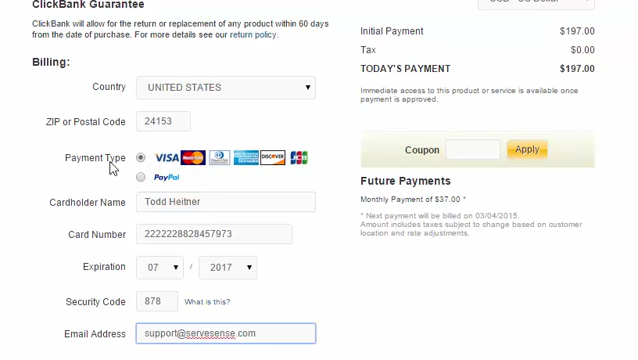 ClickBank Guarantee
ClickBank will allow for the return or replacement of any product within 60 days
from the date of purchase. For more details see our return policy.
Billing:
Country UNITED STATES
ZIP or Postal Code 24153
Payment Type VISA MasterCard DISCOVER JCB
PayPal
Cardholder Name Todd Heitner
Card Number 2222228828457973
Expiration 07 / 2017
Security Code 878 What is this?
Email Address support@servesense.com
Initial Payment $197.00
Tax $0.00
TODAY'S PAYMENT $197.00
Immediate access to this product or service is available once
payment is approved.
Coupon Apply
Future Payments
Monthly Payment of $37.00 *
* Next payment will be billed on 03/04/2015.
Amount includes taxes subject to change based on customer
location and rate adjustments.